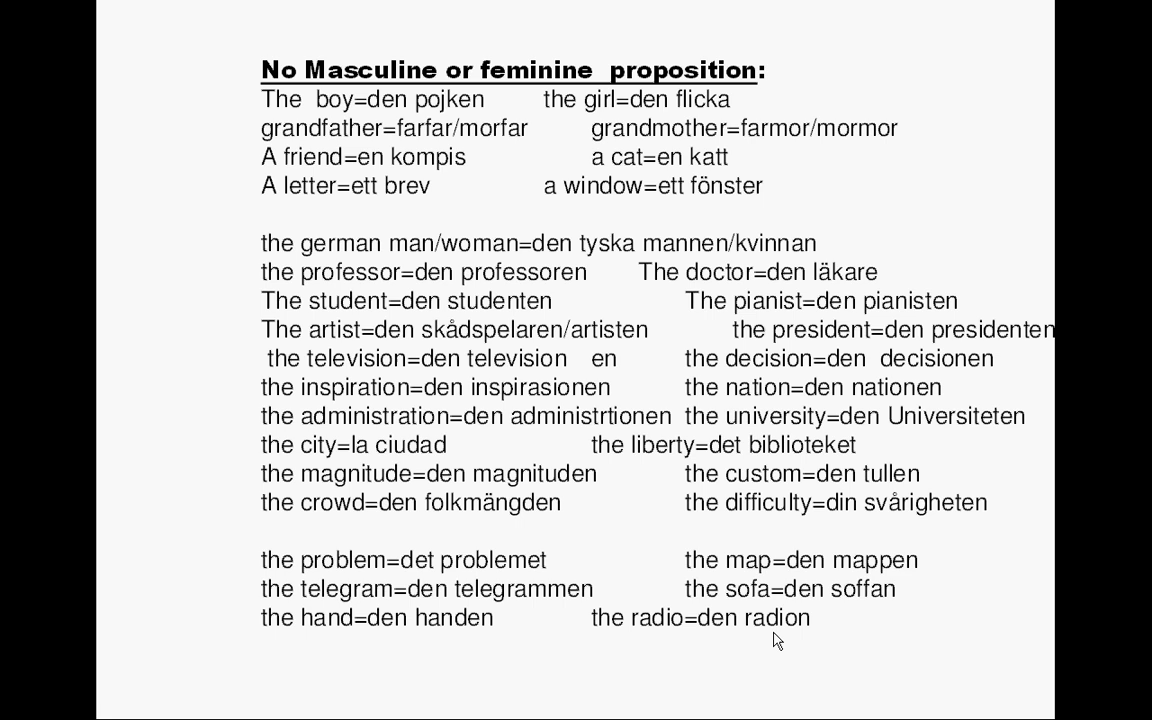 No Masculine or feminine  proposition:
The  boy=den pojken the girl=den flicka
grandfather=farfar/morfar grandmother=farmor/mormor
A friend=en kompis a cat=en katt
A letter=ett brev a window=ett fönster
the german man/woman=den tyska mannen/kvinnan
the professor=den professoren The doctor=den läkare
The student=den studenten The pianist=den pianisten
The artist=den skådspelaren/artisten the president=den presidenten
the television=den television en the decision=den  decisionen
the inspiration=den inspirasionen the nation=den nationen
the administration=den administrtionen the university=den Universiteten
the city=la ciudad the liberty=det biblioteket
the magnitude=den magnituden the custom=den tullen
the crowd=den folkmängden the difficulty=din svårigheten
the problem=det problemet the map=den mappen
the telegram=den telegrammen the sofa=den soffan
the hand=den handen the radio=den radion